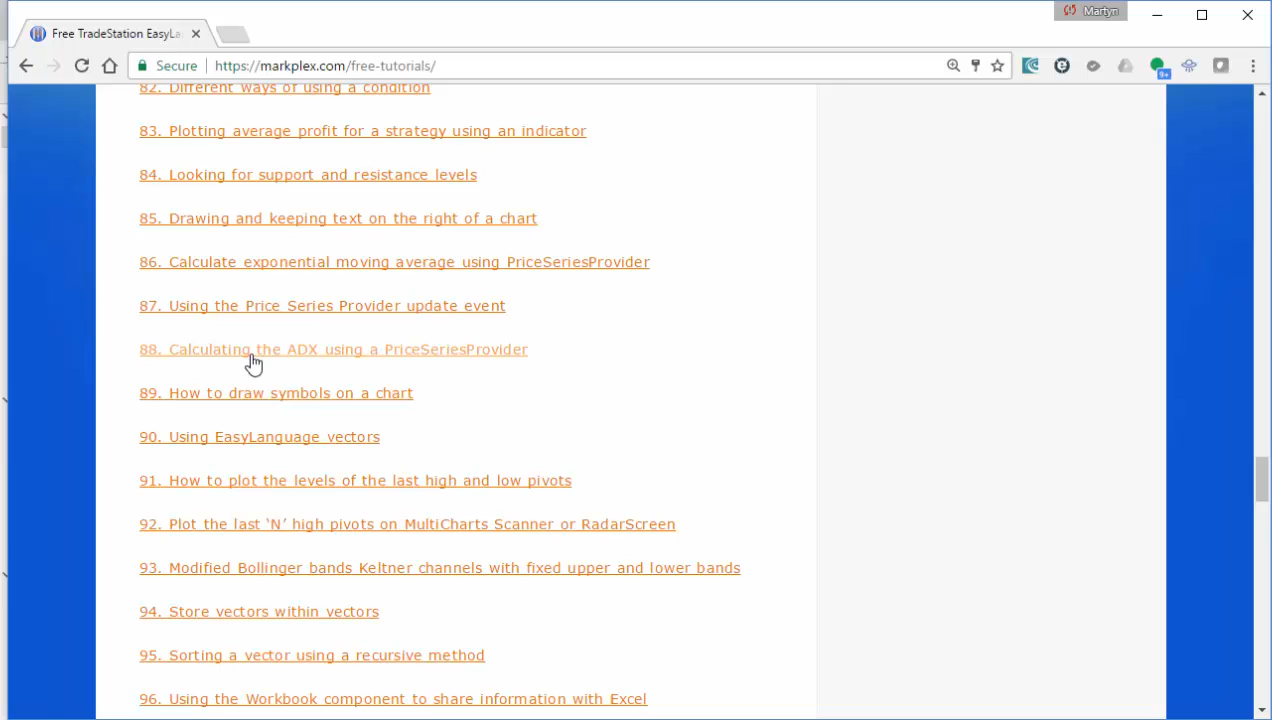 Martyn
Free TradeStation EasyLa
Secure
https://markplex.com/free-tutorials/
9+
82. Different ways of using a condition
83. Plotting average profit for a strategy using an indicator
84. Looking for support and resistance levels
85. Drawing and keeping text on the right of a chart
86. Calculate exponential moving average using PriceSeriesProvider
87. Using the Price Series Provider update event
88. Calculating the ADX using a PriceSeriesProvider
89. How to draw symbols on a chart
90. Using EasyLanguage vectors
91. How to plot the levels of the last high and low pivots
92. Plot the last ‘N’ high pivots on MultiCharts Scanner or RadarScreen
93. Modified Bollinger bands Keltner channels with fixed upper and lower bands
94. Store vectors within vectors
95. Sorting a vector using a recursive method
96. Using the Workbook component to share information with Excel